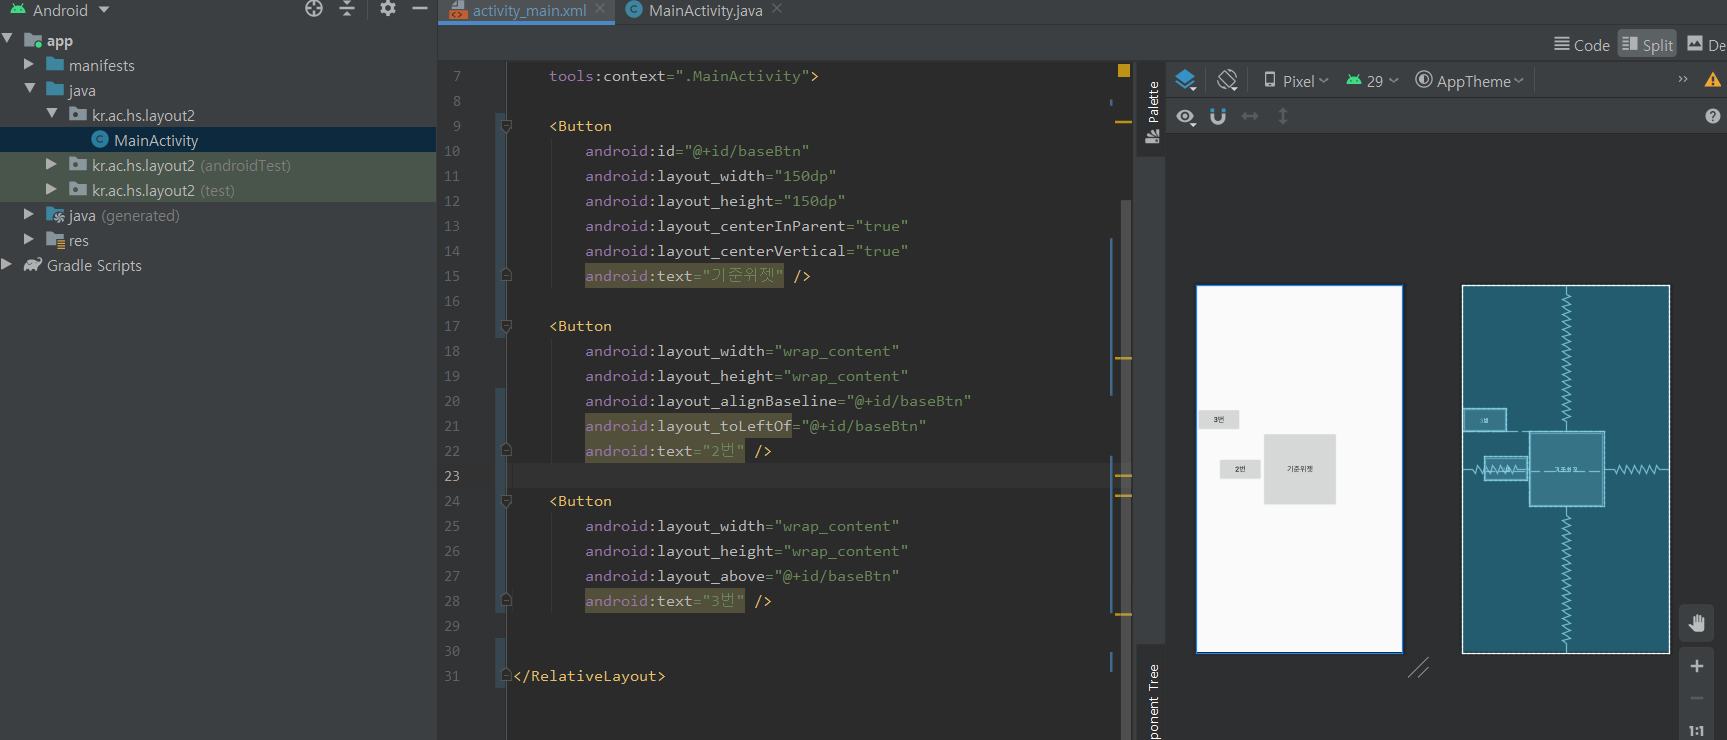 Android
activity_main.xml
MainActivity.java
app
manifests
java
kr.ac.hs.layout2
MainActivity
kr.ac.hs.layout2 (androidTest)
kr.ac.hs.layout2 (test)
java (generated)
res
Gradle Scripts
Code
Split
De
7 tools:context=".MainActivity">
8
9 <Button
10 android:id="@+id/baseBtn"
11 android:layout_width="150dp"
12 android:layout_height="150dp"
13 android:layout_centerInParent="true"
14 android:layout_centerVertical="true"
15 android:text="기준위젯" />
16
17 <Button
18 android:layout_width="wrap_content"
19 android:layout_height="wrap_content"
20 android:layout_alignBaseline="@+id/baseBtn"
21 android:layout_toLeftOf="@+id/baseBtn"
22 android:text="2번" />
23
24 <Button
25 android:layout_width="wrap_content"
26 android:layout_height="wrap_content"
27 android:layout_above="@+id/baseBtn"
28 android:text="3번" />
29
30
31 </RelativeLayout>
Palette
ponent Tree
Pixel
29
AppTheme
3번
2번
기준위젯
3번
1:1